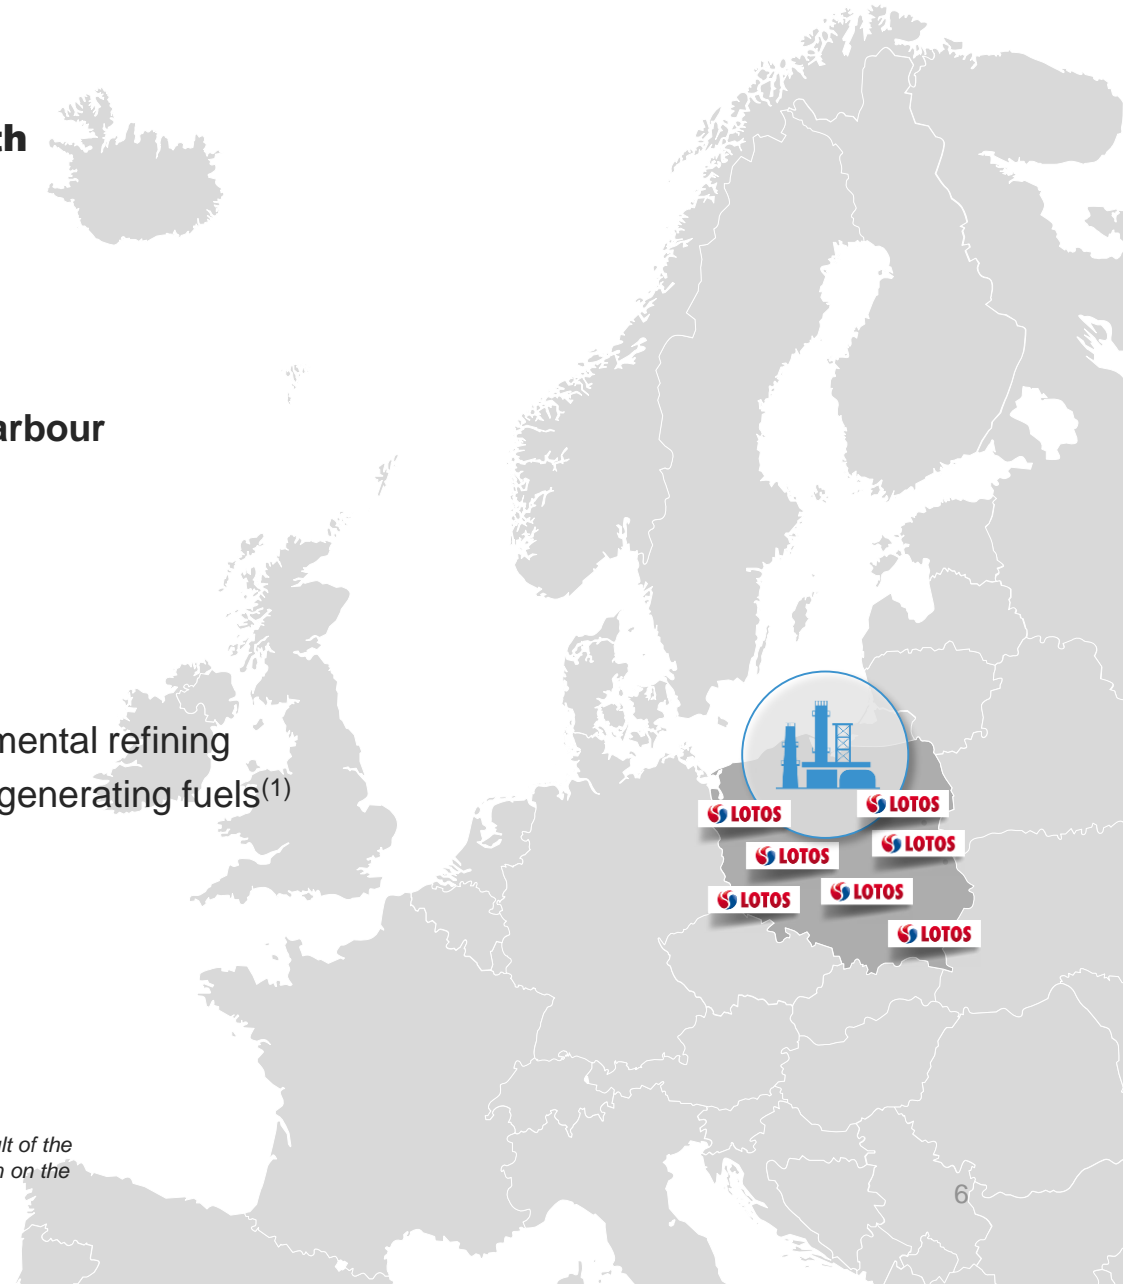 th
arbour
mental refining
generating fuels(1)
LOTOS
LOTOS
LOTOS
LOTOS
LOTOS
LOTOS
LOTOS
lt of the
n on the
6